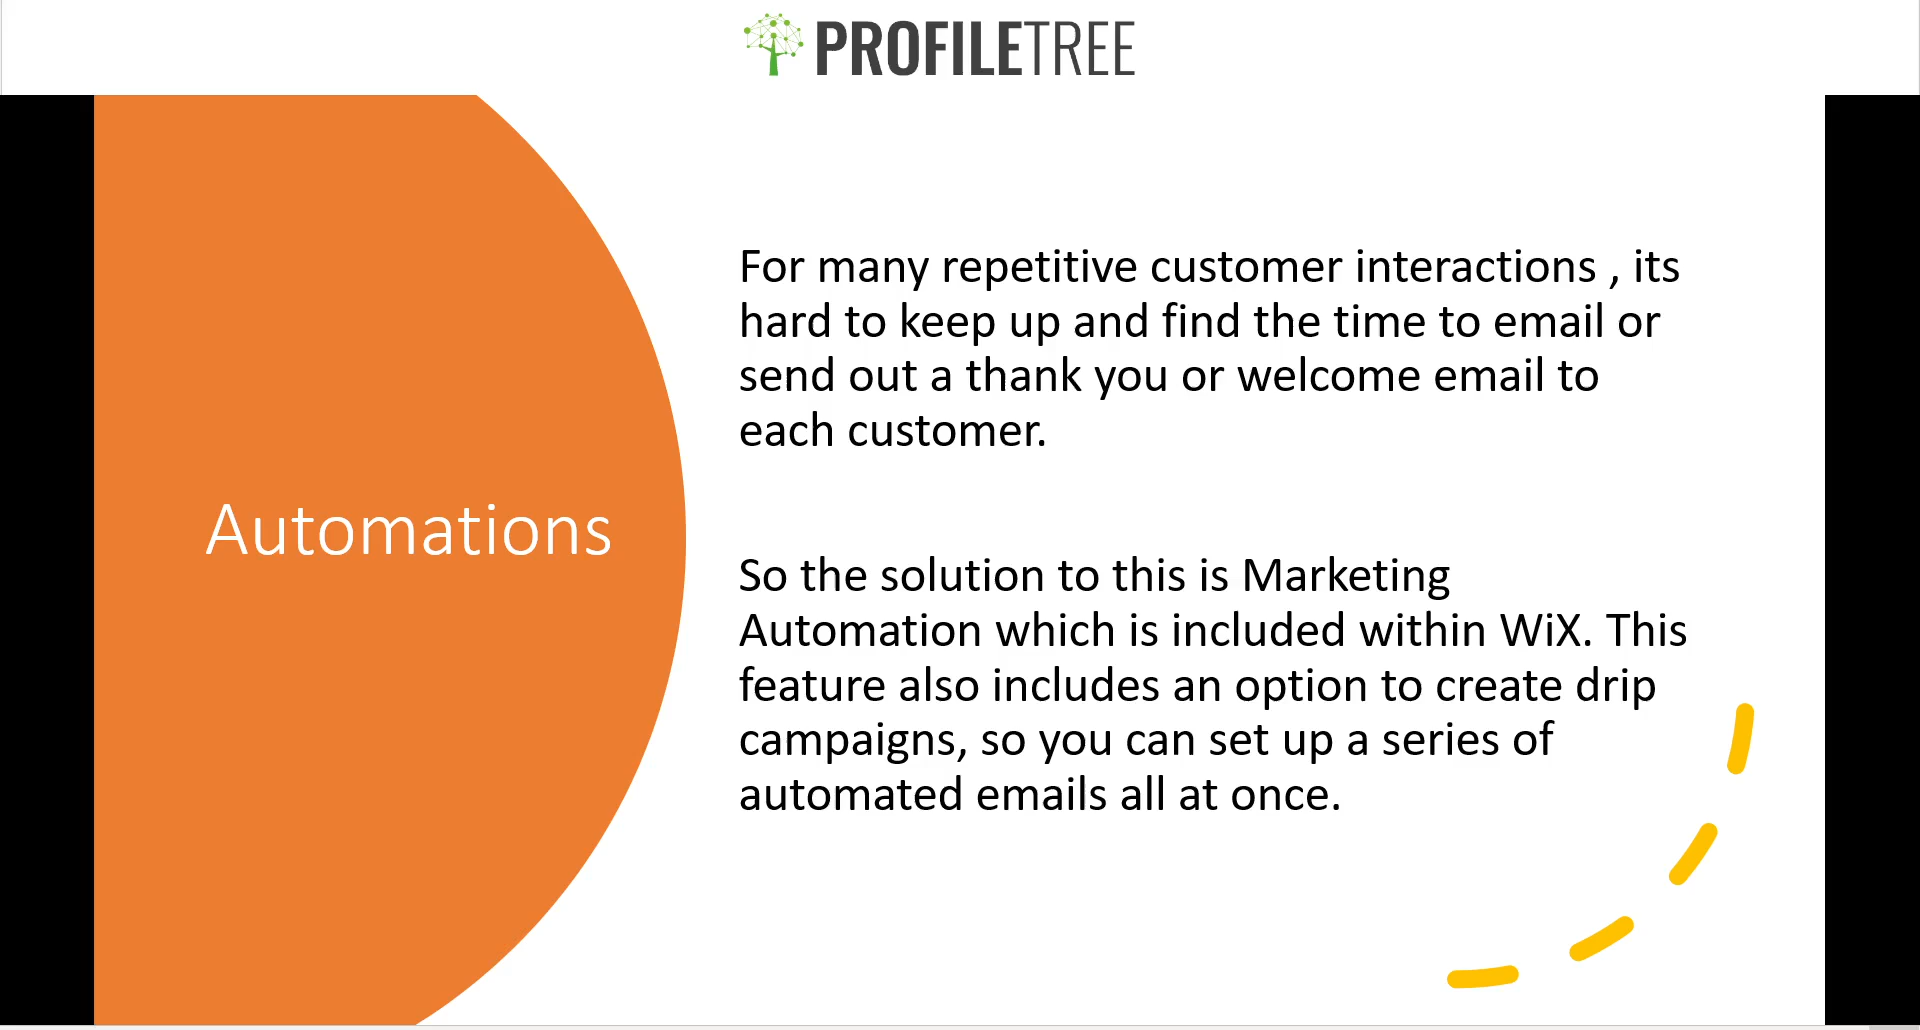 PROFILETREE
Automations
For many repetitive customer interactions , its
hard to keep up and find the time to email or
send out a thank you or welcome email to
each customer.
So the solution to this is Marketing
Automation which is included within WiX. This
feature also includes an option to create drip
campaigns, so you can set up a series of
automated emails all at once.